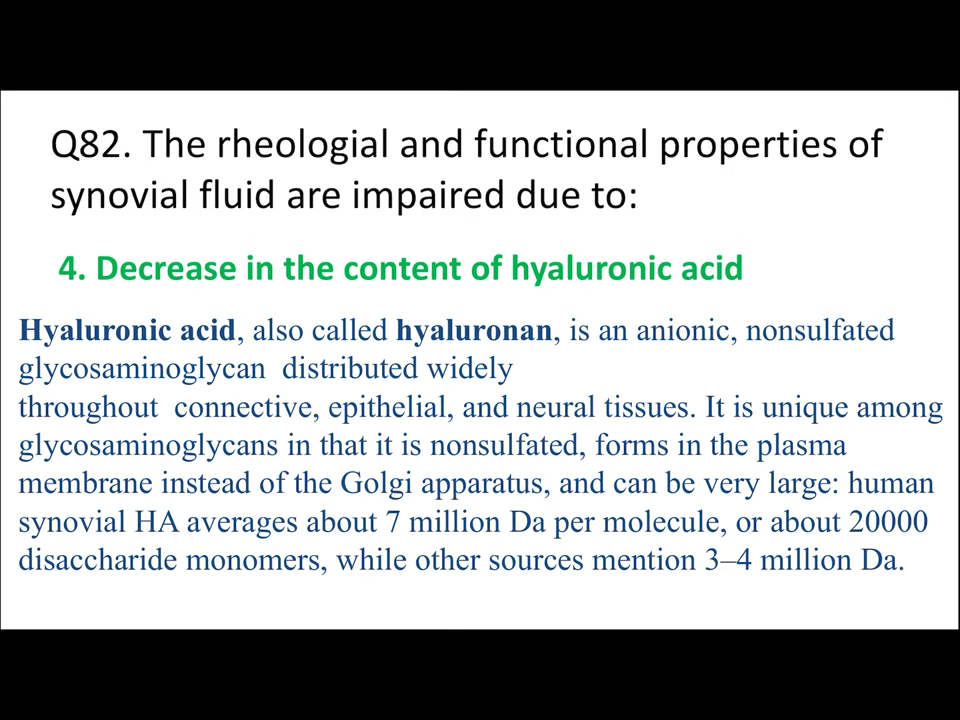 Q82. The rheologial and functional properties of
synovial fluid are impaired due to:
4. Decrease in the content of hyaluronic acid
Hyaluronic acid, also called hyaluronan, is an anionic, nonsulfated
glycosaminoglycan distributed widely
throughout connective, epithelial, and neural tissues. It is unique among
glycosaminoglycans in that it is nonsulfated, forms in the plasma
membrane instead of the Golgi apparatus, and can be very large: human
synovial HA averages about 7 million Da per molecule, or about 20000
disaccharide monomers, while other sources mention 3–4 million Da.